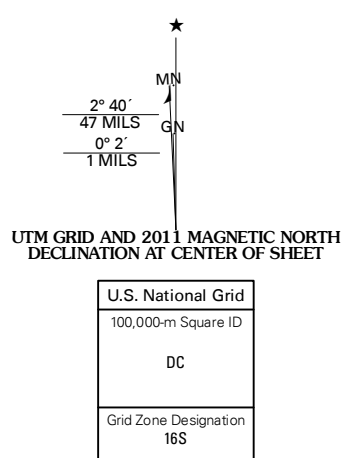 ★
MN
2° 40´
47 MILS
GN
0° 2´
1 MILS
UTM GRID AND 2011 MAGNETIC NORTH
DECLINATION AT CENTER OF SHEET
U.S. National Grid
100,000-m Square ID
DC
Grid Zone Designation
16S